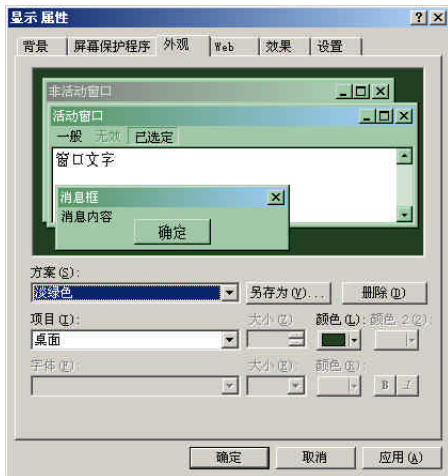 显示 属性
背景 屏幕保护程序 外观 Web 效果 设置
非活动窗口
活动窗口
一般 无效 已选定
窗口文字
消息框
消息内容
确定
方案(S):
淡绿色 另存为(V)... 删除(D)
项目(I): 大小(Z) 颜色(L): 颜色 2(2):
桌面
字体(F): 大小(E): 颜色(R):
B I
确定 取消 应用(A)